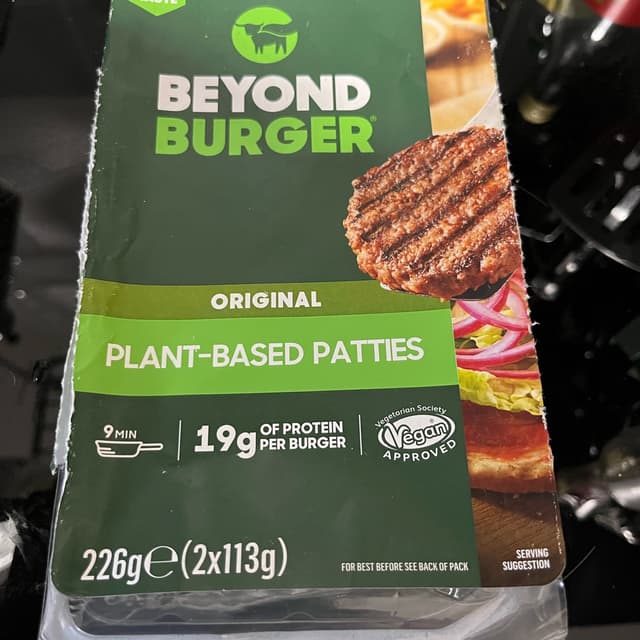 BEYOND
BURGER®
ORIGINAL
PLANT-BASED PATTIES
9 MIN
19g OF PROTEIN
PER BURGER
Vegetarian Society
Vegan
APPROVED
226g℮(2x113g)
FOR BEST BEFORE SEE BACK OF PACK
SERVING
SUGGESTION